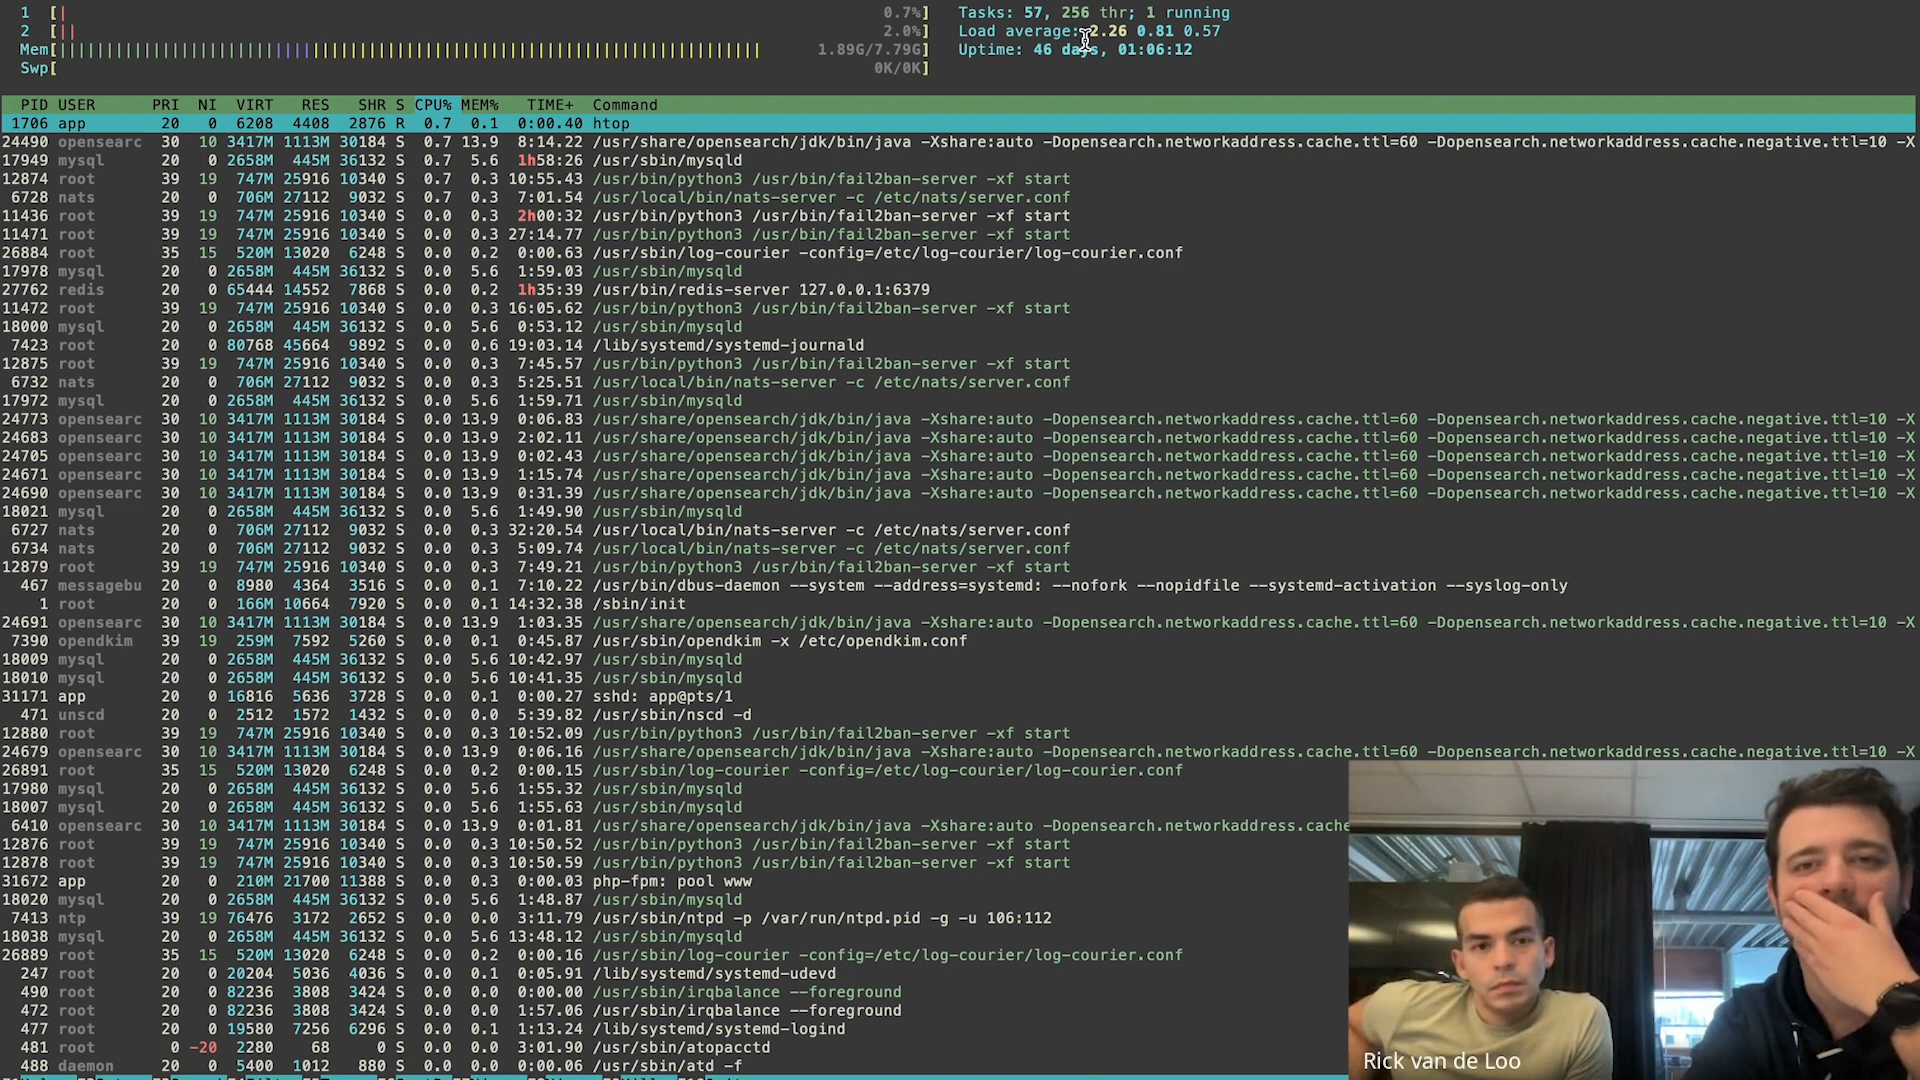 1 [| 0.7%] Tasks: 57, 256 thr; 1 running
2 [|| 2.0%] Load average: 2.26 0.81 0.57
Mem[|||||||||||||||||||||||||||||||||||||||||||||||||||||||||||||||||||||||||| 1.89G/7.79G] Uptime: 46 days, 01:06:12
Swp[ 0K/0K]
PID USER PRI NI VIRT RES SHR S CPU% MEM% TIME+ Command
1706 app 20 0 6208 4408 2876 R 0.7 0.1 0:00.40 htop
24490 opensearc 30 10 3417M 1113M 30184 S 0.7 13.9 8:14.22 /usr/share/opensearch/jdk/bin/java -Xshare:auto -Dopensearch.networkaddress.cache.ttl=60 -Dopensearch.networkaddress.cache.negative.ttl=10 -X
17949 mysql 20 0 2658M 445M 36132 S 0.7 5.6 1h58:26 /usr/sbin/mysqld
12874 root 39 19 747M 25916 10340 S 0.7 0.3 10:55.43 /usr/bin/python3 /usr/bin/fail2ban-server -xf start
6728 nats 20 0 706M 27112 9032 S 0.7 0.3 7:01.54 /usr/local/bin/nats-server -c /etc/nats/server.conf
11436 root 39 19 747M 25916 10340 S 0.0 0.3 2h00:32 /usr/bin/python3 /usr/bin/fail2ban-server -xf start
11471 root 39 19 747M 25916 10340 S 0.0 0.3 27:14.77 /usr/bin/python3 /usr/bin/fail2ban-server -xf start
26884 root 35 15 520M 13020 6248 S 0.0 0.2 0:00.63 /usr/sbin/log-courier -config=/etc/log-courier/log-courier.conf
17978 mysql 20 0 2658M 445M 36132 S 0.0 5.6 1:59.03 /usr/sbin/mysqld
27762 redis 20 0 65444 14552 7868 S 0.0 0.2 1h35:39 /usr/bin/redis-server 127.0.0.1:6379
11472 root 39 19 747M 25916 10340 S 0.0 0.3 16:05.62 /usr/bin/python3 /usr/bin/fail2ban-server -xf start
18000 mysql 20 0 2658M 445M 36132 S 0.0 5.6 0:53.12 /usr/sbin/mysqld
7423 root 20 0 80768 45664 9892 S 0.0 0.6 19:03.14 /lib/systemd/systemd-journald
12875 root 39 19 747M 25916 10340 S 0.0 0.3 7:45.57 /usr/bin/python3 /usr/bin/fail2ban-server -xf start
6732 nats 20 0 706M 27112 9032 S 0.0 0.3 5:25.51 /usr/local/bin/nats-server -c /etc/nats/server.conf
17972 mysql 20 0 2658M 445M 36132 S 0.0 5.6 1:59.71 /usr/sbin/mysqld
24773 opensearc 30 10 3417M 1113M 30184 S 0.0 13.9 0:06.83 /usr/share/opensearch/jdk/bin/java -Xshare:auto -Dopensearch.networkaddress.cache.ttl=60 -Dopensearch.networkaddress.cache.negative.ttl=10 -X
24683 opensearc 30 10 3417M 1113M 30184 S 0.0 13.9 2:02.11 /usr/share/opensearch/jdk/bin/java -Xshare:auto -Dopensearch.networkaddress.cache.ttl=60 -Dopensearch.networkaddress.cache.negative.ttl=10 -X
24705 opensearc 30 10 3417M 1113M 30184 S 0.0 13.9 0:02.43 /usr/share/opensearch/jdk/bin/java -Xshare:auto -Dopensearch.networkaddress.cache.ttl=60 -Dopensearch.networkaddress.cache.negative.ttl=10 -X
24671 opensearc 30 10 3417M 1113M 30184 S 0.0 13.9 1:15.74 /usr/share/opensearch/jdk/bin/java -Xshare:auto -Dopensearch.networkaddress.cache.ttl=60 -Dopensearch.networkaddress.cache.negative.ttl=10 -X
24690 opensearc 30 10 3417M 1113M 30184 S 0.0 13.9 0:31.39 /usr/share/opensearch/jdk/bin/java -Xshare:auto -Dopensearch.networkaddress.cache.ttl=60 -Dopensearch.networkaddress.cache.negative.ttl=10 -X
18021 mysql 20 0 2658M 445M 36132 S 0.0 5.6 1:49.90 /usr/sbin/mysqld
6727 nats 20 0 706M 27112 9032 S 0.0 0.3 32:20.54 /usr/local/bin/nats-server -c /etc/nats/server.conf
6734 nats 20 0 706M 27112 9032 S 0.0 0.3 5:09.74 /usr/local/bin/nats-server -c /etc/nats/server.conf
12879 root 39 19 747M 25916 10340 S 0.0 0.3 7:49.21 /usr/bin/python3 /usr/bin/fail2ban-server -xf start
467 messagebu 20 0 8980 4364 3516 S 0.0 0.1 7:10.22 /usr/bin/dbus-daemon --system --address=systemd: --nofork --nopidfile --systemd-activation --syslog-only
1 root 20 0 166M 10664 7920 S 0.0 0.1 14:32.38 /sbin/init
24691 opensearc 30 10 3417M 1113M 30184 S 0.0 13.9 1:03.35 /usr/share/opensearch/jdk/bin/java -Xshare:auto -Dopensearch.networkaddress.cache.ttl=60 -Dopensearch.networkaddress.cache.negative.ttl=10 -X
7390 opendkim 39 19 259M 7592 5260 S 0.0 0.1 0:45.87 /usr/sbin/opendkim -x /etc/opendkim.conf
18009 mysql 20 0 2658M 445M 36132 S 0.0 5.6 10:42.97 /usr/sbin/mysqld
18010 mysql 20 0 2658M 445M 36132 S 0.0 5.6 10:41.35 /usr/sbin/mysqld
31171 app 20 0 16816 5636 3728 S 0.0 0.1 0:00.27 sshd: app@pts/1
471 unscd 20 0 2512 1572 1432 S 0.0 0.0 5:39.82 /usr/sbin/nscd -d
12880 root 39 19 747M 25916 10340 S 0.0 0.3 10:52.09 /usr/bin/python3 /usr/bin/fail2ban-server -xf start
24679 opensearc 30 10 3417M 1113M 30184 S 0.0 13.9 0:06.16 /usr/share/opensearch/jdk/bin/java -Xshare:auto -Dopensearch.networkaddress.cache.ttl=60 -Dopensearch.networkaddress.cache.negative.ttl=10 -X
26891 root 35 15 520M 13020 6248 S 0.0 0.2 0:00.15 /usr/sbin/log-courier -config=/etc/log-courier/log-courier.conf
17980 mysql 20 0 2658M 445M 36132 S 0.0 5.6 1:55.32 /usr/sbin/mysqld
18007 mysql 20 0 2658M 445M 36132 S 0.0 5.6 1:55.63 /usr/sbin/mysqld
6410 opensearc 30 10 3417M 1113M 30184 S 0.0 13.9 0:01.81 /usr/share/opensearch/jdk/bin/java -Xshare:auto -Dopensearch.networkaddress.cache
12876 root 39 19 747M 25916 10340 S 0.0 0.3 10:50.52 /usr/bin/python3 /usr/bin/fail2ban-server -xf start
12878 root 39 19 747M 25916 10340 S 0.0 0.3 10:50.59 /usr/bin/python3 /usr/bin/fail2ban-server -xf start
31672 app 20 0 210M 21700 11388 S 0.0 0.3 0:00.03 php-fpm: pool www
18020 mysql 20 0 2658M 445M 36132 S 0.0 5.6 1:48.87 /usr/sbin/mysqld
7413 ntp 39 19 76476 3172 2652 S 0.0 0.0 3:11.79 /usr/sbin/ntpd -p /var/run/ntpd.pid -g -u 106:112
18038 mysql 20 0 2658M 445M 36132 S 0.0 5.6 13:48.12 /usr/sbin/mysqld
26889 root 35 15 520M 13020 6248 S 0.0 0.2 0:00.16 /usr/sbin/log-courier -config=/etc/log-courier/log-courier.conf
247 root 20 0 20204 5036 4036 S 0.0 0.1 0:05.91 /lib/systemd/systemd-udevd
490 root 20 0 82236 3808 3424 S 0.0 0.0 0:00.00 /usr/sbin/irqbalance --foreground
472 root 20 0 82236 3808 3424 S 0.0 0.0 1:57.06 /usr/sbin/irqbalance --foreground
477 root 20 0 19580 7256 6296 S 0.0 0.1 1:13.24 /lib/systemd/systemd-logind
481 root 0 -20 2280 68 0 S 0.0 0.0 3:01.90 /usr/sbin/atopacctd
488 daemon 20 0 5400 1012 880 S 0.0 0.0 0:00.06 /usr/sbin/atd -f
Rick van de Loo